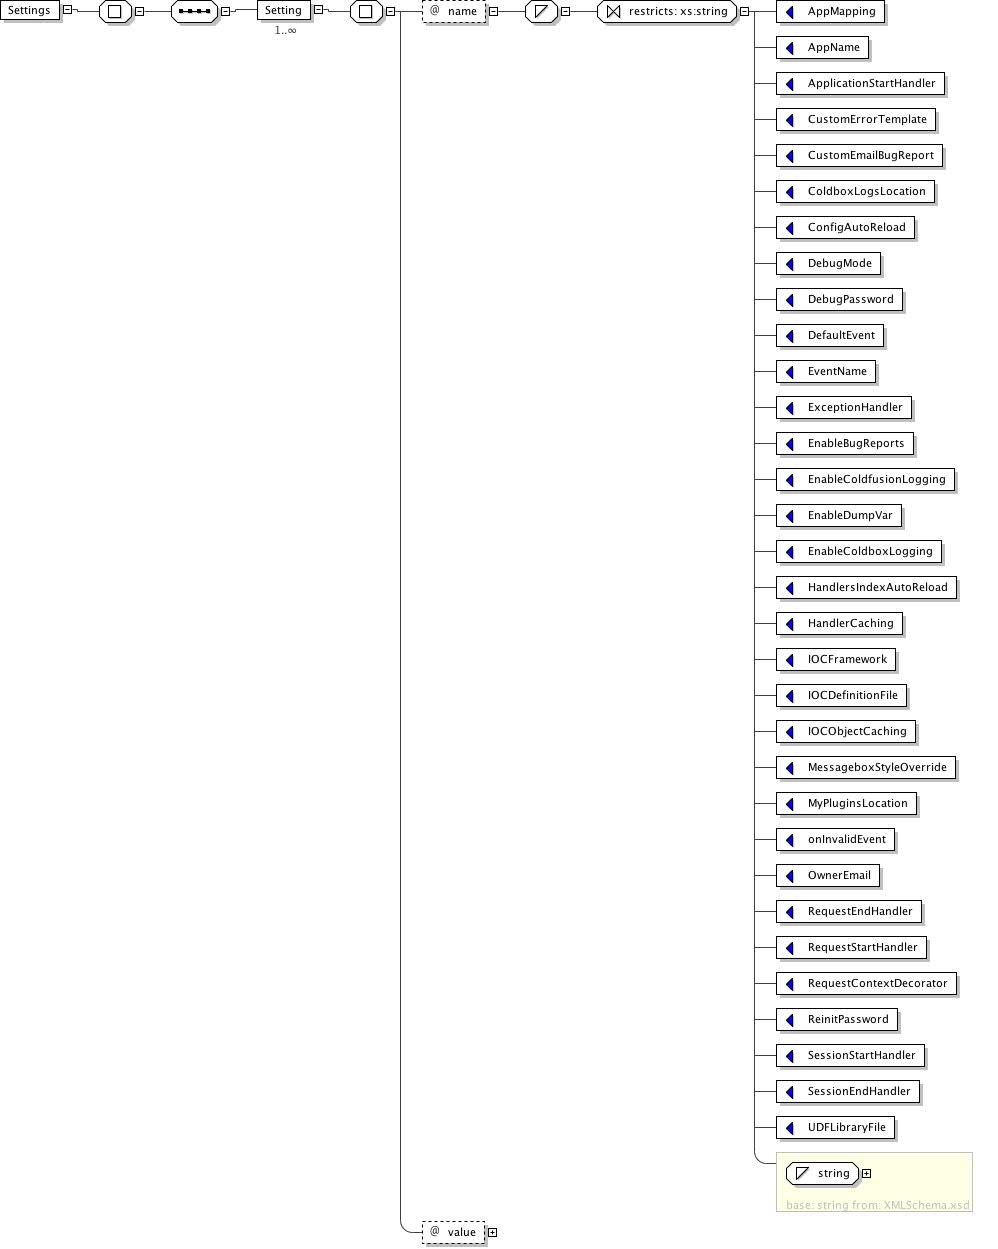 Settings
Setting
1..∞
@ name
restricts: xs:string
AppMapping
AppName
ApplicationStartHandler
CustomErrorTemplate
CustomEmailBugReport
ColdboxLogsLocation
ConfigAutoReload
DebugMode
DebugPassword
DefaultEvent
EventName
ExceptionHandler
EnableBugReports
EnableColdfusionLogging
EnableDumpVar
EnableColdboxLogging
HandlersIndexAutoReload
HandlerCaching
IOCFramework
IOCDefinitionFile
IOCObjectCaching
MessageboxStyleOverride
MyPluginsLocation
onInvalidEvent
OwnerEmail
RequestEndHandler
RequestStartHandler
RequestContextDecorator
ReinitPassword
SessionStartHandler
SessionEndHandler
UDFLibraryFile
string
base: string from: XMLSchema.xsd
@ value